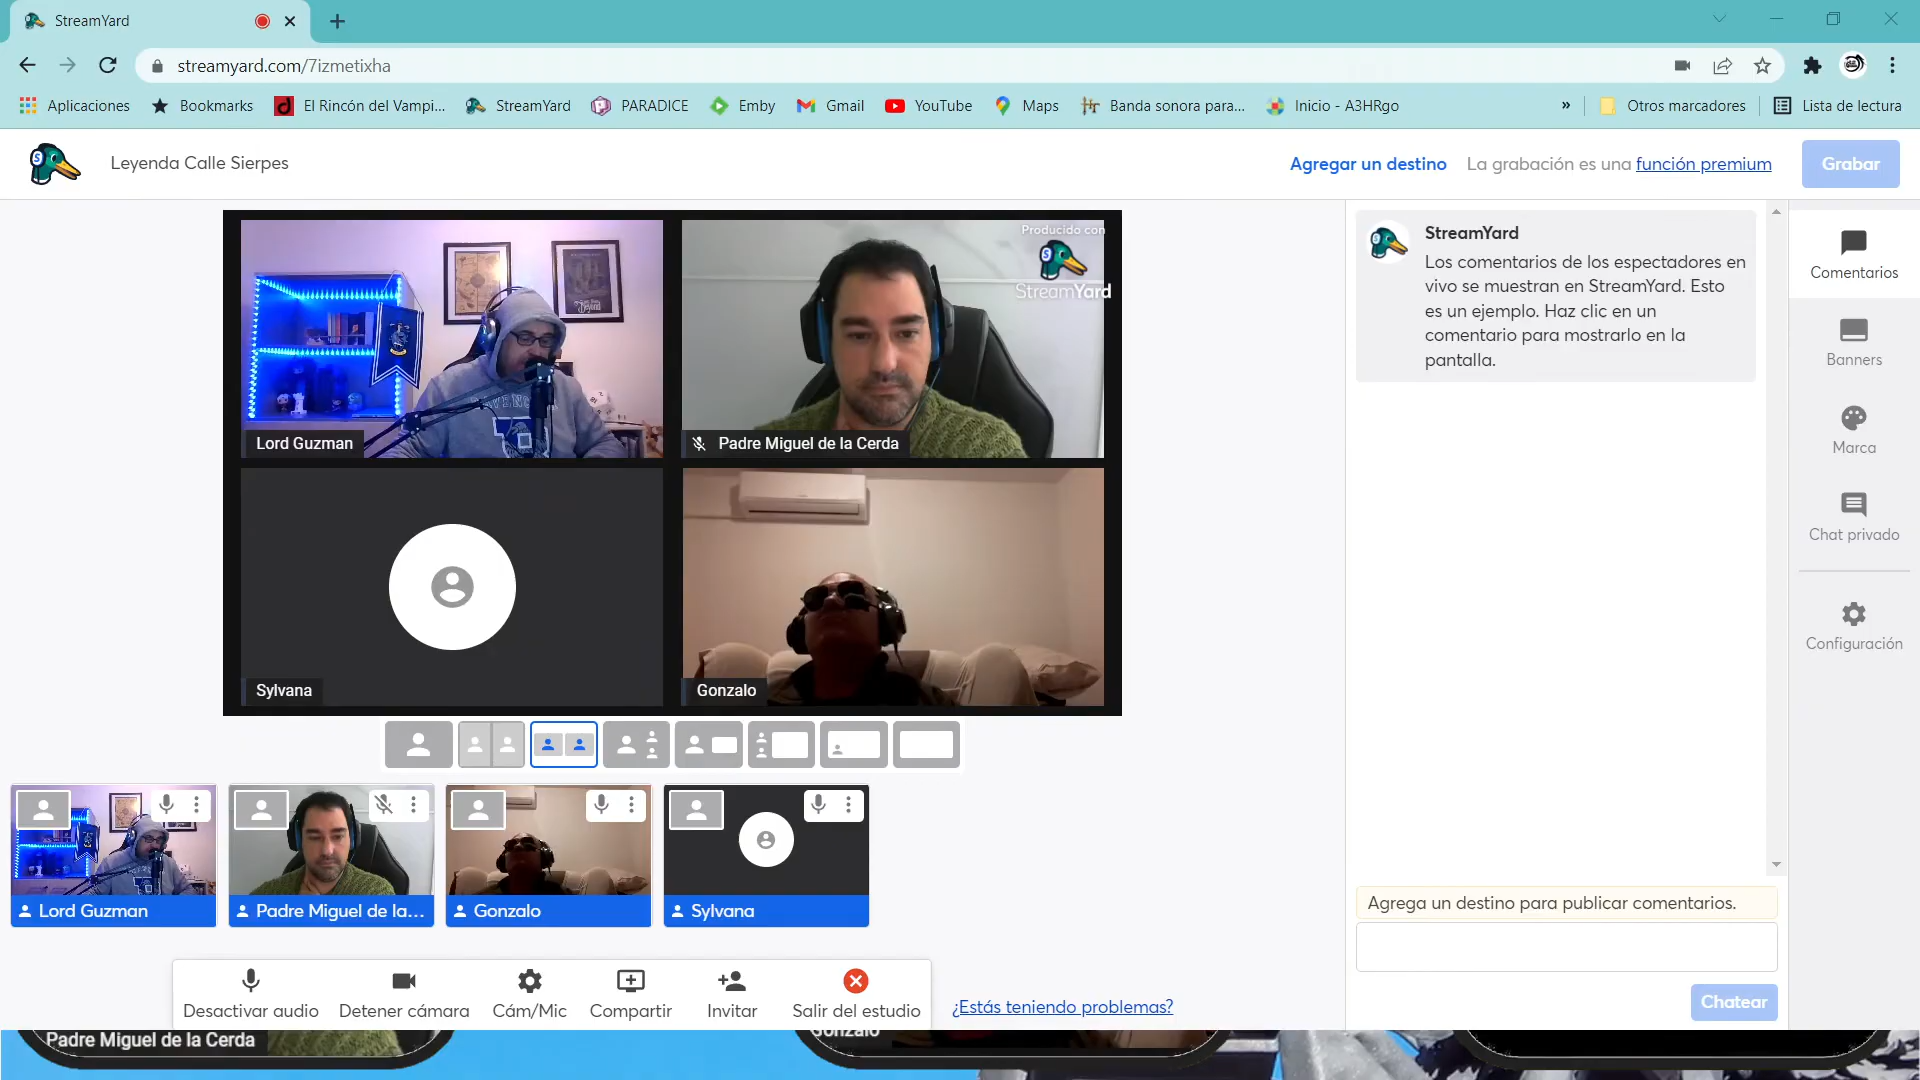 StreamYard
streamyard.com/7izmetixha
Aplicaciones
Bookmarks
El Rincón del Vampi...
StreamYard
PARADICE
Emby
Gmail
YouTube
Maps
Banda sonora para...
Inicio - A3HRgo
»
Otros marcadores
Lista de lectura
Leyenda Calle Sierpes
Agregar un destino
La grabación es una función premium
Grabar
Producido con
StreamYard
Lord Guzman
Padre Miguel de la Cerda
Sylvana
Gonzalo
Lord Guzman
Padre Miguel de la...
Gonzalo
Sylvana
Desactivar audio
Detener cámara
Cám/Mic
Compartir
Invitar
Salir del estudio
¿Estás teniendo problemas?
StreamYard
Los comentarios de los espectadores en
vivo se muestran en StreamYard. Esto
es un ejemplo. Haz clic en un
comentario para mostrarlo en la
pantalla.
Agrega un destino para publicar comentarios.
Chatear
Comentarios
Banners
Marca
Chat privado
Configuración
Padre Miguel de la Cerda
Gonzalo